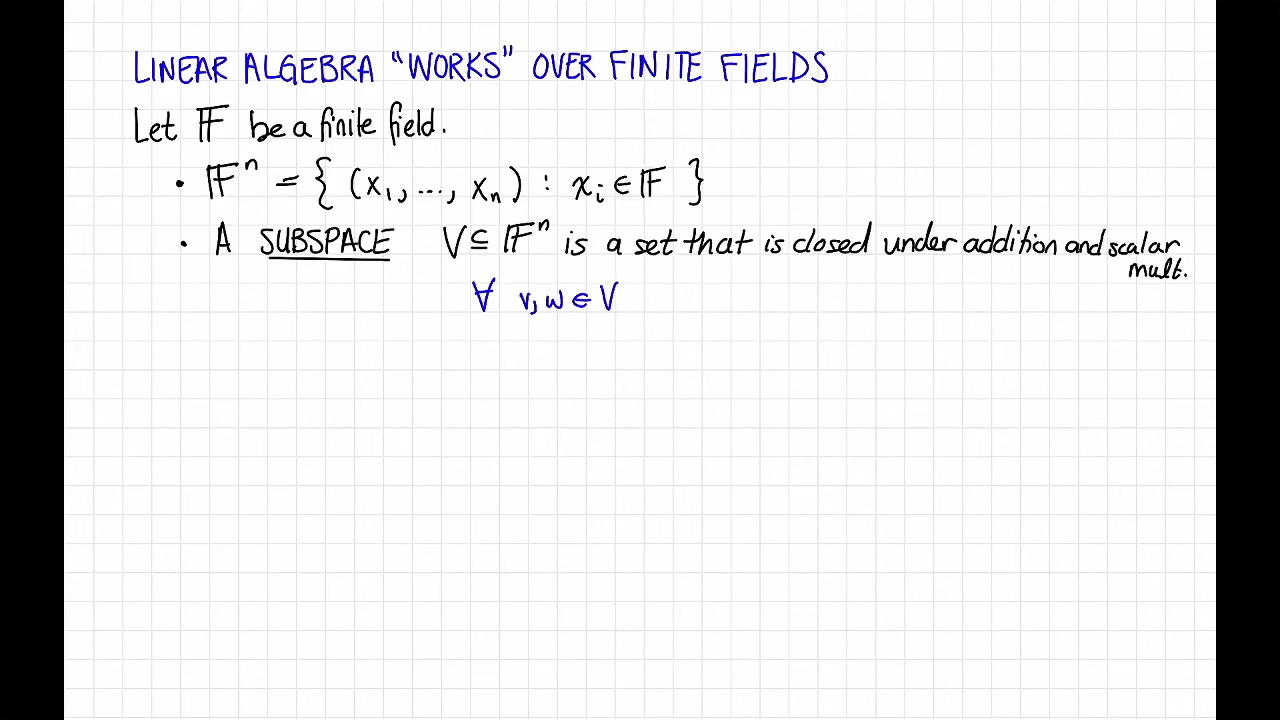 LINEAR ALGEBRA "WORKS" OVER FINITE FIELDS
Let 𝔽 be a finite field.
• 𝔽ⁿ = { (x₁, ..., xₙ) : xᵢ ∈ 𝔽 }
• A SUBSPACE V ⊆ 𝔽ⁿ is a set that is closed under addition and scalar
mult.
∀ v, w ∈ V